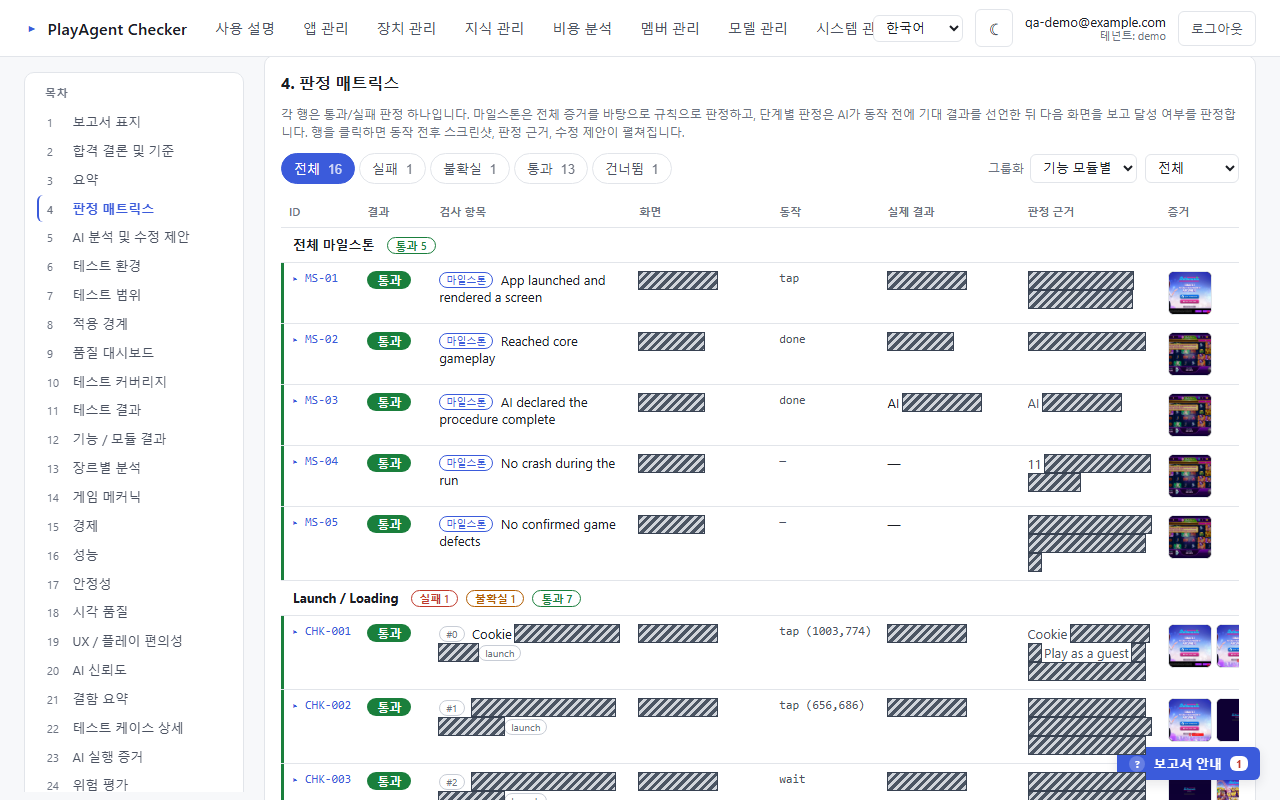 PlayAgent Checker
사용 설명
앱 관리
장치 관리
지식 관리
비용 분석
멤버 관리
모델 관리
시스템 관
한국어
qa-demo@example.com
테넌트: demo
로그아웃
목차
1 보고서 표지
2 합격 결론 및 기준
3 요약
4 판정 매트릭스
5 AI 분석 및 수정 제안
6 테스트 환경
7 테스트 범위
8 적용 경계
9 품질 대시보드
10 테스트 커버리지
11 테스트 결과
12 기능 / 모듈 결과
13 장르별 분석
14 게임 메커닉
15 경제
16 성능
17 안정성
18 시각 품질
19 UX / 플레이 편의성
20 AI 신뢰도
21 결함 요약
22 테스트 케이스 상세
23 AI 실행 증거
24 위험 평가
4. 판정 매트릭스
각 행은 통과/실패 판정 하나입니다. 마일스톤은 전체 증거를 바탕으로 규칙으로 판정하고, 단계별 판정은 AI가 동작 전에 기대 결과를 선언한 뒤 다음 화면을 보고 달성 여부를 판정합
니다. 행을 클릭하면 동작 전후 스크린샷, 판정 근거, 수정 제안이 펼쳐집니다.
전체 16
실패 1
불확실 1
통과 13
건너뜀 1
그룹화
기능 모듈별
전체
ID 결과 검사 항목 화면 동작 실제 결과 판정 근거 증거
전체 마일스톤 통과 5
MS-01 통과 마일스톤 App launched and tap
rendered a screen
MS-02 통과 마일스톤 Reached core done
gameplay
MS-03 통과 마일스톤 AI declared the done AI AI
procedure complete
MS-04 통과 마일스톤 No crash during the – — 11
run
MS-05 통과 마일스톤 No confirmed game – —
defects
Launch / Loading 실패 1 불확실 1 통과 7
CHK-001 통과 #0 Cookie tap (1003,774) Cookie
launch Play as a guest
CHK-002 통과 #1 tap (656,686)
launch
CHK-003 통과 #2 wait
? 보고서 안내 1